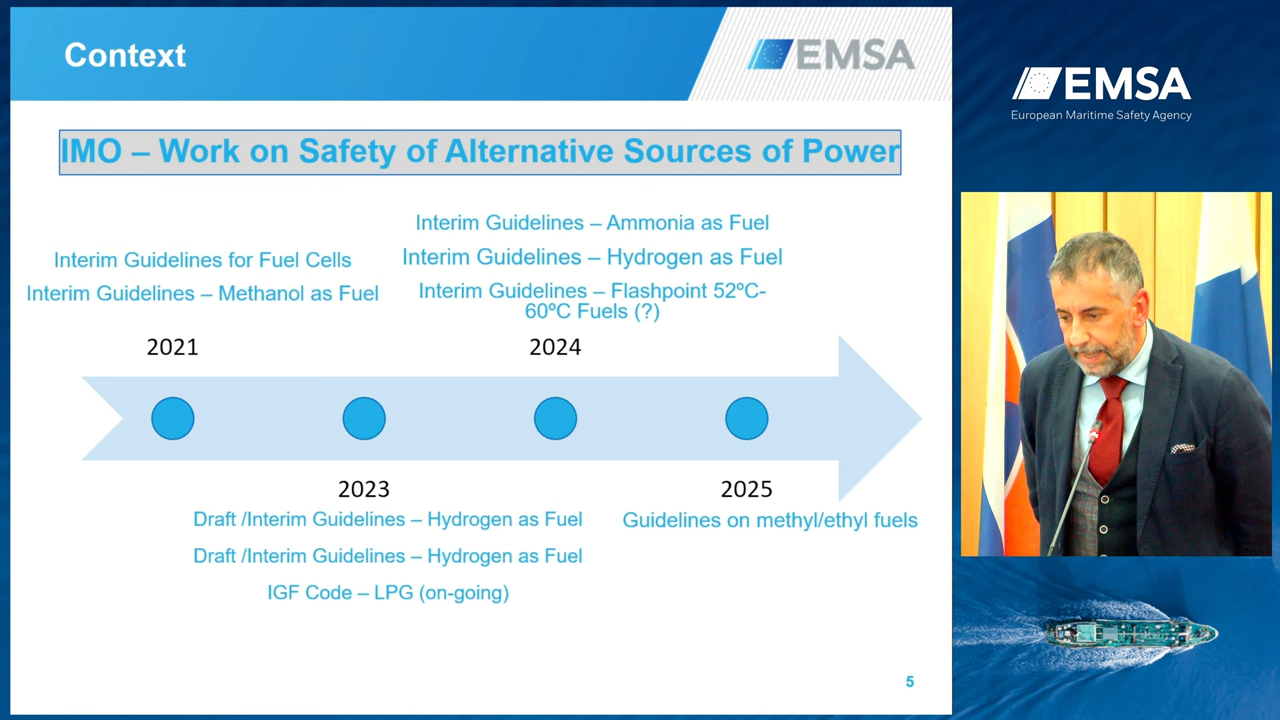 Context
EMSA
EMSA
European Maritime Safety Agency
IMO – Work on Safety of Alternative Sources of Power
Interim Guidelines for Fuel Cells
Interim Guidelines – Methanol as Fuel
2021
Interim Guidelines – Ammonia as Fuel
Interim Guidelines – Hydrogen as Fuel
Interim Guidelines – Flashpoint 52ºC-
60ºC Fuels (?)
2024
2023
Draft /Interim Guidelines – Hydrogen as Fuel
Draft /Interim Guidelines – Hydrogen as Fuel
IGF Code – LPG (on-going)
2025
Guidelines on methyl/ethyl fuels
5